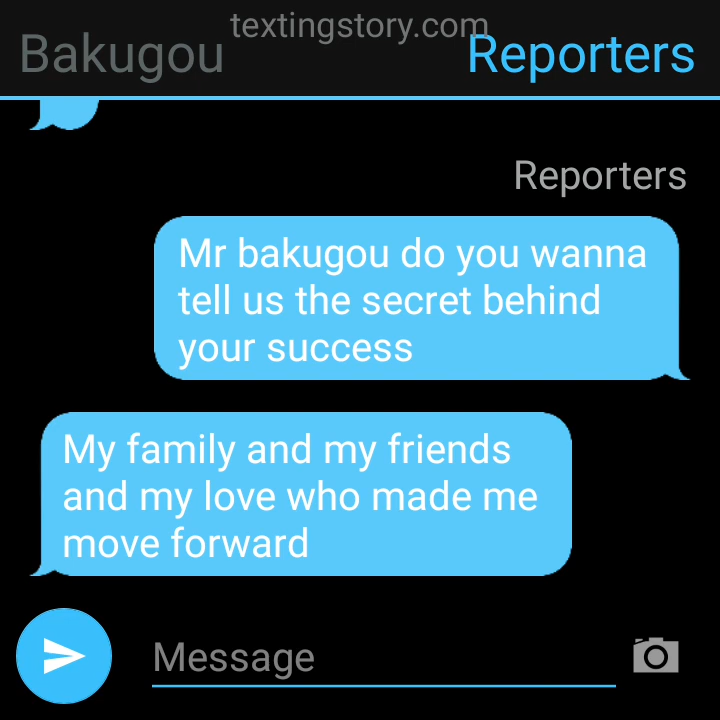 textingstory.com
Bakugou
Reporters
Reporters
Mr bakugou do you wanna
tell us the secret behind
your success
My family and my friends
and my love who made me
move forward
Message